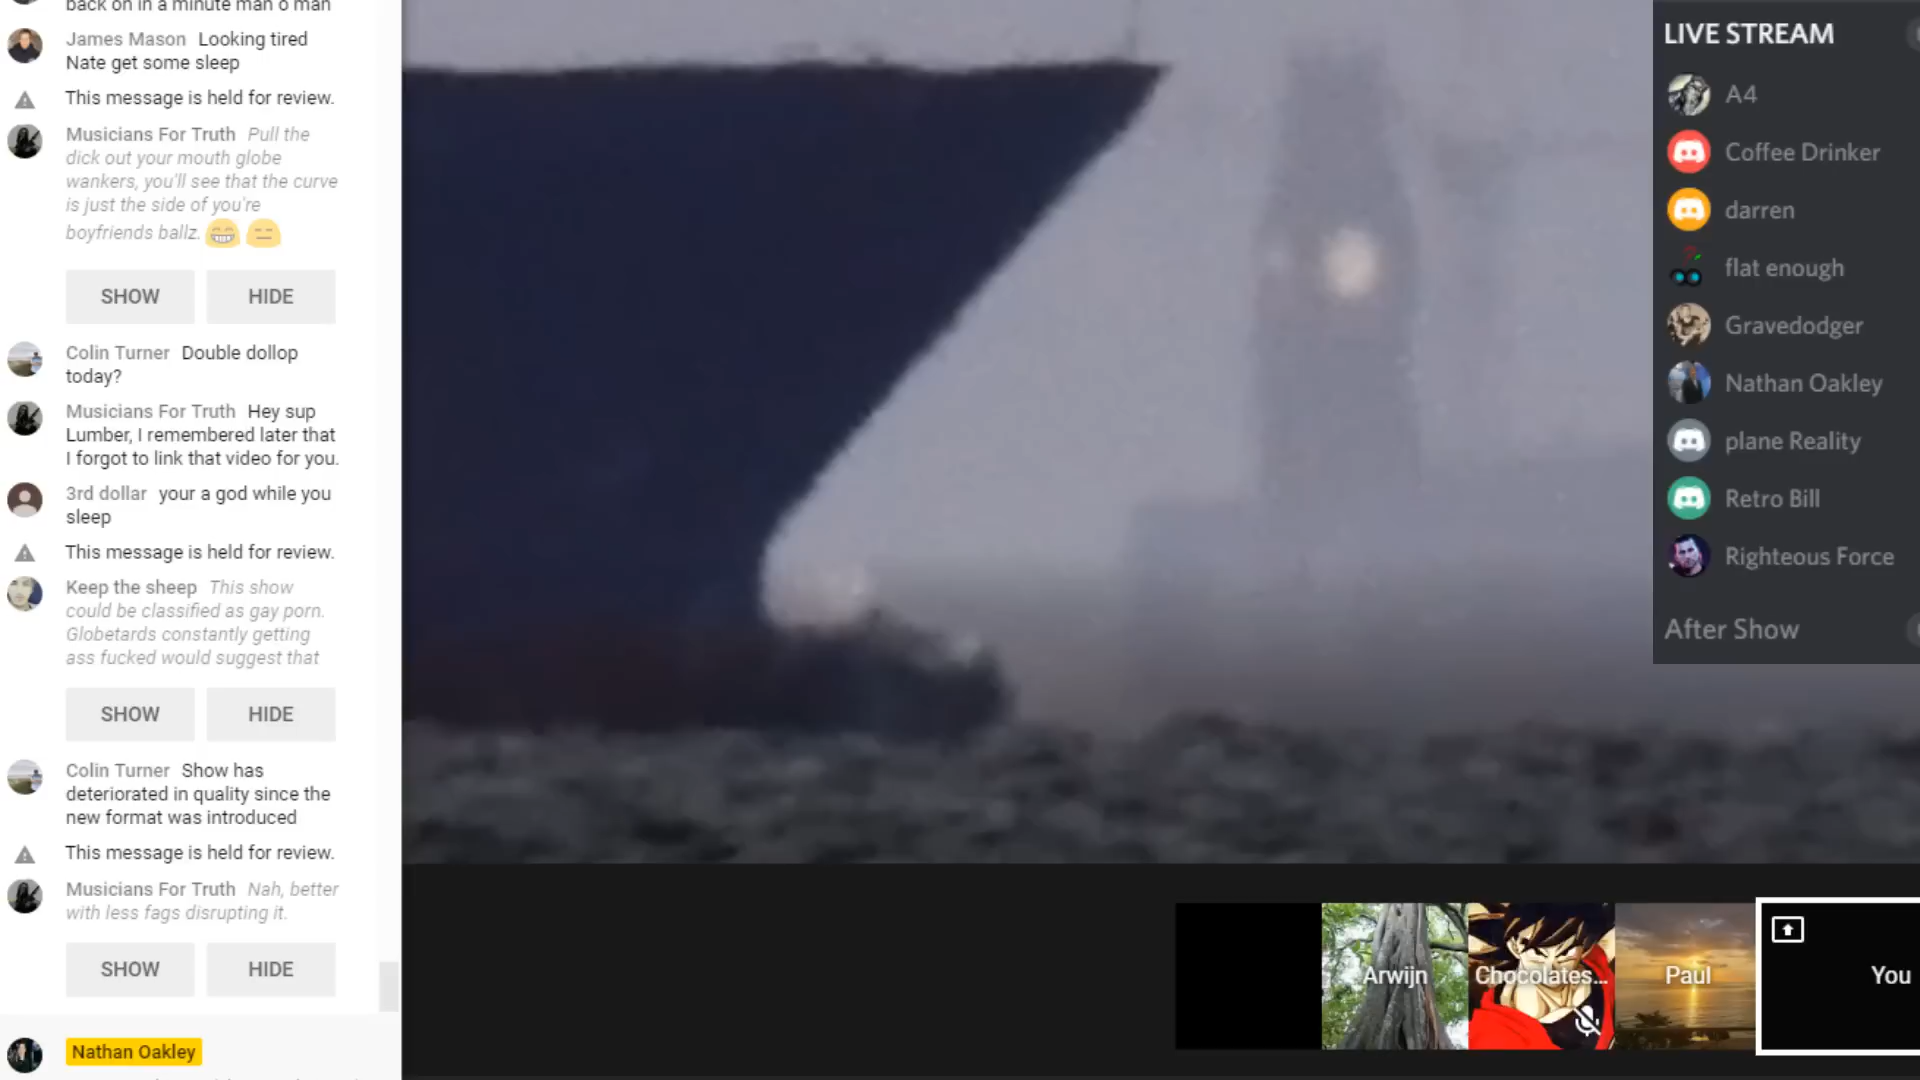 back on in a minute man o man
James Mason Looking tired
Nate get some sleep
This message is held for review.
Musicians For Truth Pull the
dick out your mouth globe
wankers, you'll see that the curve
is just the side of you're
boyfriends ballz.
SHOW HIDE
Colin Turner Double dollop
today?
Musicians For Truth Hey sup
Lumber, I remembered later that
I forgot to link that video for you.
3rd dollar your a god while you
sleep
This message is held for review.
Keep the sheep This show
could be classified as gay porn.
Globetards constantly getting
ass fucked would suggest that
SHOW HIDE
Colin Turner Show has
deteriorated in quality since the
new format was introduced
This message is held for review.
Musicians For Truth Nah, better
with less fags disrupting it.
SHOW HIDE
Nathan Oakley
LIVE STREAM
A4
Coffee Drinker
darren
flat enough
Gravedodger
Nathan Oakley
plane Reality
Retro Bill
Righteous Force
After Show
Arwijn
Chocolates...
Paul
You